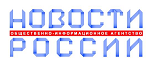 НОВОСТИ
ОБЩЕСТВЕННО-ИНФОРМАЦИОННОЕ АГЕНТСТВО
РОССИИ